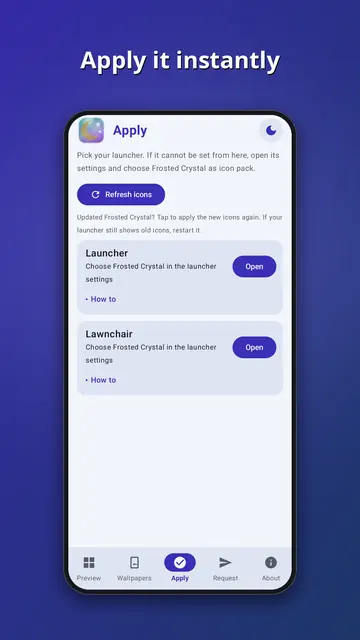 Apply it instantly
Apply
Pick your launcher. If it cannot be set from here, open its
settings and choose Frosted Crystal as icon pack.
Refresh icons
Updated Frosted Crystal? Tap to apply the new icons again. If your
launcher still shows old icons, restart it.
Launcher
Choose Frosted Crystal in the launcher
settings
Open
• How to
Lawnchair
Choose Frosted Crystal in the launcher
settings
Open
• How to
Preview Wallpapers Apply Request About